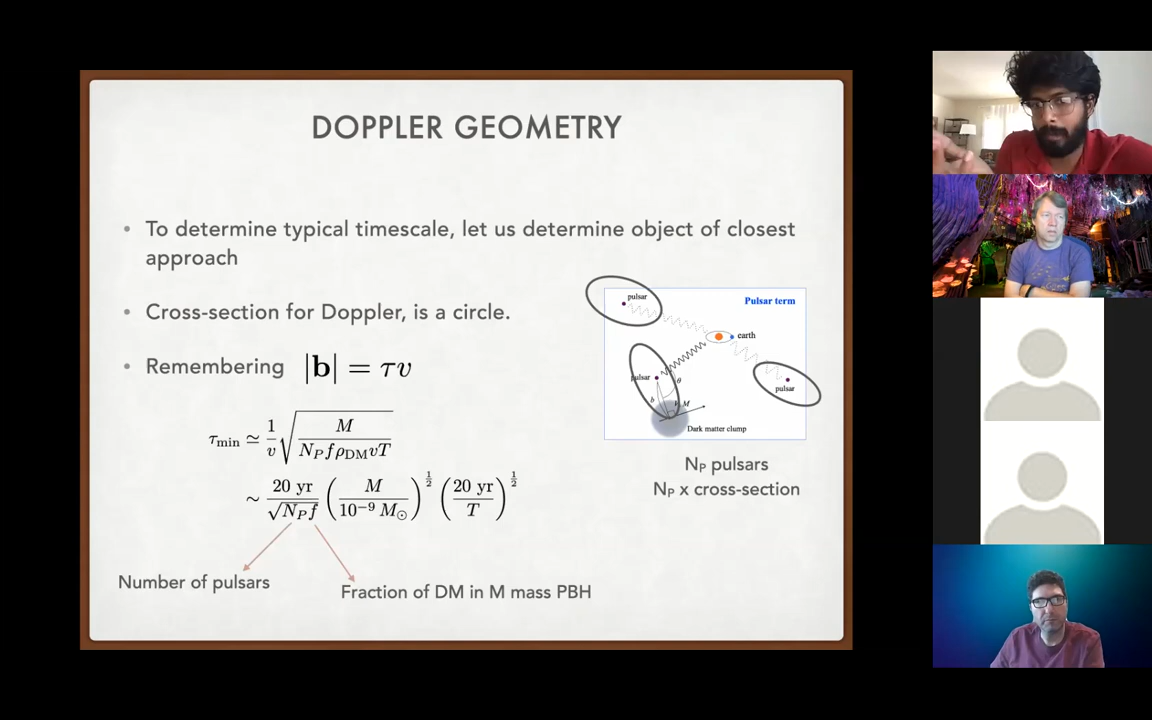 DOPPLER GEOMETRY
• To determine typical timescale, let us determine object of closest
approach
• Cross-section for Doppler, is a circle.
• Remembering |b| = τv
τ_min ≃ 1/v √(M / (N_P f ρ_DM v T))
∼ 20 yr / √(N_P f) (M / 10⁻⁹ M_⊙)^(1/2) (20 yr / T)^(1/2)
Number of pulsars
Fraction of DM in M mass PBH
Pulsar term
pulsar
earth
pulsar
θ
pulsar
b
M
Dark matter clump
N_P pulsars
N_P x cross-section